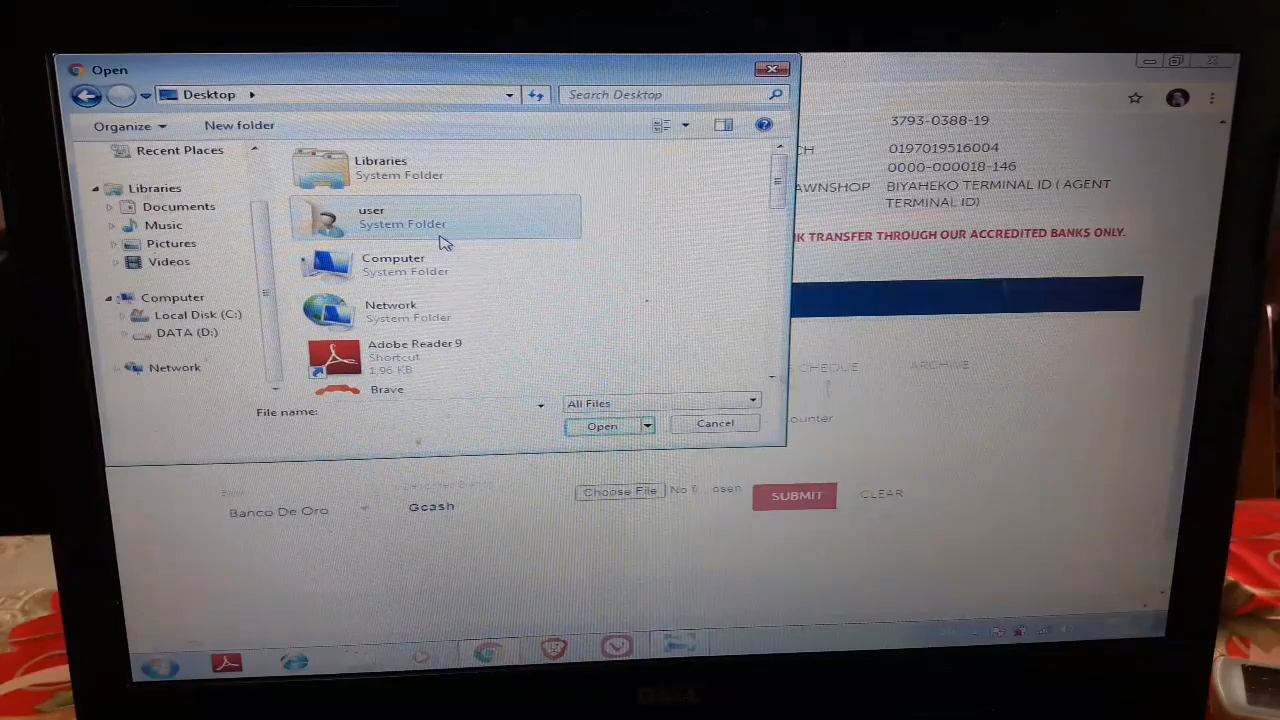 Open
Desktop
Search Desktop
Organize
New folder
Recent Places
Libraries
Documents
Music
Pictures
Videos
Computer
Local Disk (C:)
DATA (D:)
Network
Libraries
System Folder
user
System Folder
Computer
System Folder
Network
System Folder
Adobe Reader 9
Shortcut
1,96 KB
Brave
File name:
All Files
Open
Cancel
3793-0388-19
CH 0197019516004
0000-000018-146
AWNSHOP BIYAHEKO TERMINAL ID ( AGENT
TERMINAL ID)
K TRANSFER THROUGH OUR ACCREDITED BANKS ONLY.
CHEQUE ARCHIVE
ounter
Banco De Oro
Gcash
Choose File No fi...osen
SUBMIT
CLEAR
DELL